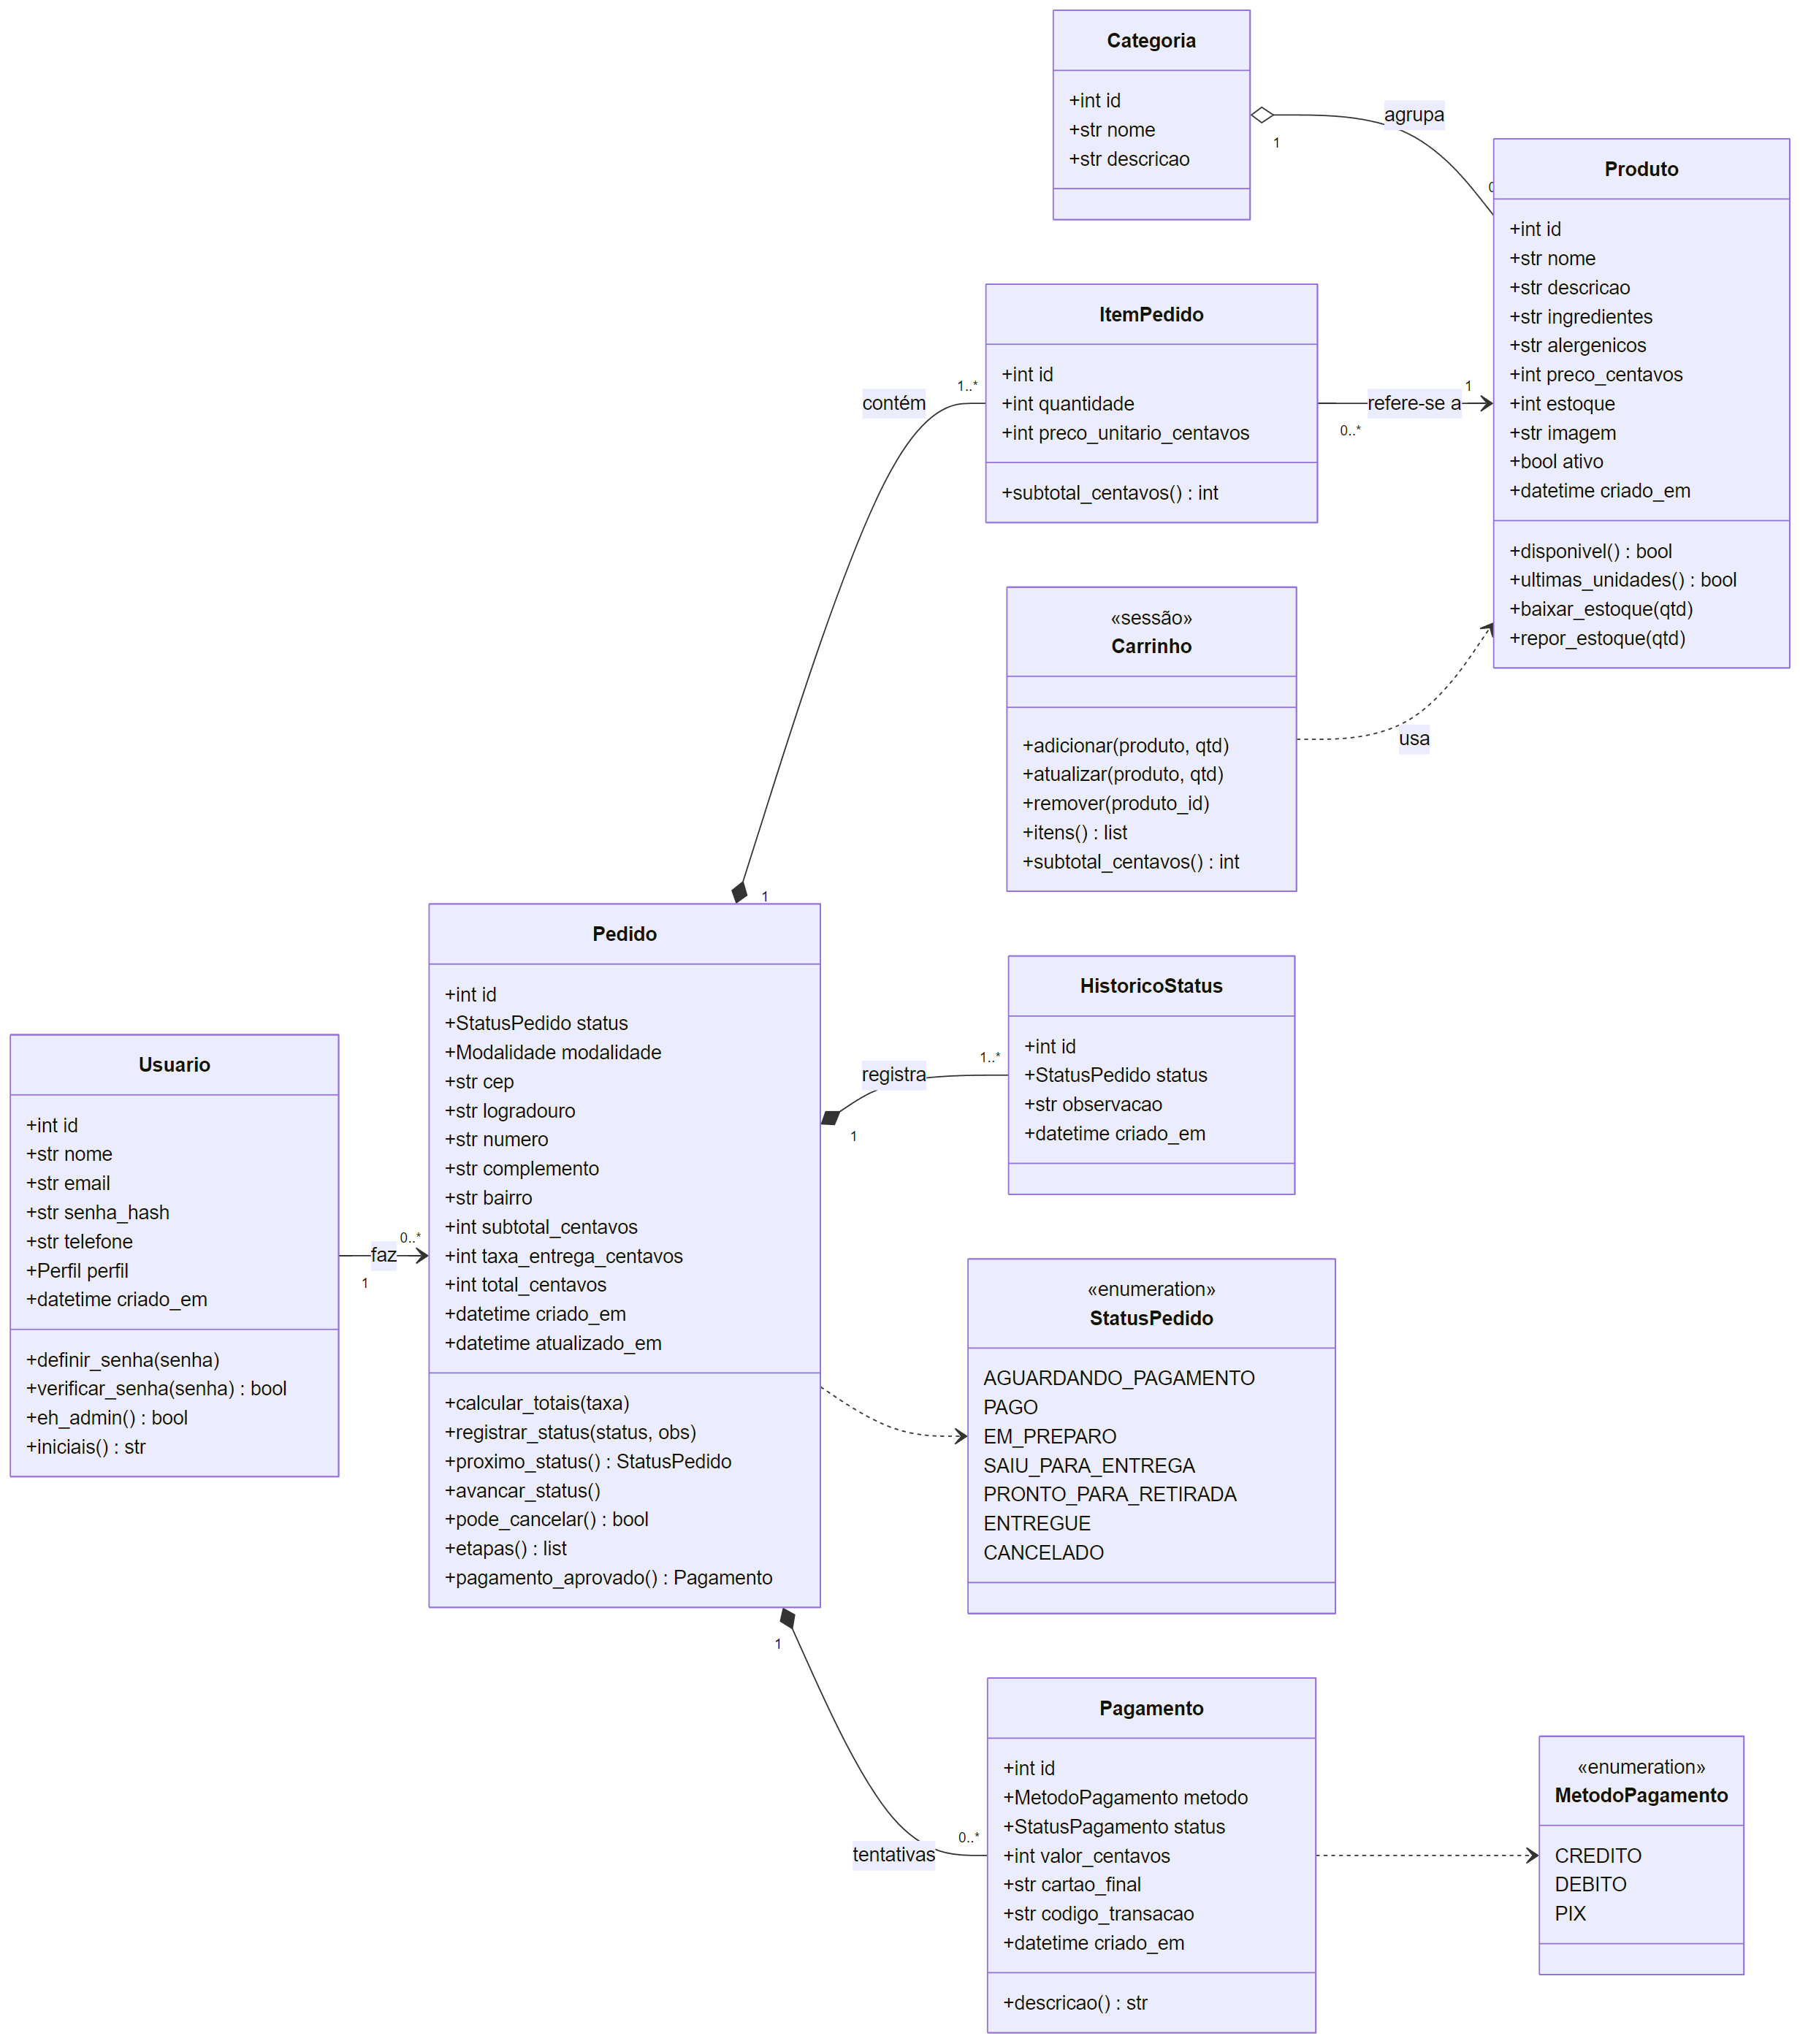 Categoria
+int id
+str nome
+str descricao
1
agrupa
Produto
+int id
+str nome
+str descricao
+str ingredientes
+str alergenicos
+int preco_centavos
+int estoque
+str imagem
+bool ativo
+datetime criado_em
+disponivel() : bool
+ultimas_unidades() : bool
+baixar_estoque(qtd)
+repor_estoque(qtd)
ItemPedido
+int id
+int quantidade
+int preco_unitario_centavos
+subtotal_centavos() : int
contém
1..*
1
refere-se a
1
0..*
«sessão»
Carrinho
+adicionar(produto, qtd)
+atualizar(produto, qtd)
+remover(produto_id)
+itens() : list
+subtotal_centavos() : int
usa
Pedido
+int id
+StatusPedido status
+Modalidade modalidade
+str cep
+str logradouro
+str numero
+str complemento
+str bairro
+int subtotal_centavos
+int taxa_entrega_centavos
+int total_centavos
+datetime criado_em
+datetime atualizado_em
+calcular_totais(taxa)
+registrar_status(status, obs)
+proximo_status() : StatusPedido
+avancar_status()
+pode_cancelar() : bool
+etapas() : list
+pagamento_aprovado() : Pagamento
Usuario
+int id
+str nome
+str email
+str senha_hash
+str telefone
+Perfil perfil
+datetime criado_em
+definir_senha(senha)
+verificar_senha(senha) : bool
+eh_admin() : bool
+iniciais() : str
faz
0..*
1
HistoricoStatus
+int id
+StatusPedido status
+str observacao
+datetime criado_em
registra
1..*
1
«enumeration»
StatusPedido
AGUARDANDO_PAGAMENTO
PAGO
EM_PREPARO
SAIU_PARA_ENTREGA
PRONTO_PARA_RETIRADA
ENTREGUE
CANCELADO
1
tentativas
0..*
Pagamento
+int id
+MetodoPagamento metodo
+StatusPagamento status
+int valor_centavos
+str cartao_final
+str codigo_transacao
+datetime criado_em
+descricao() : str
«enumeration»
MetodoPagamento
CREDITO
DEBITO
PIX